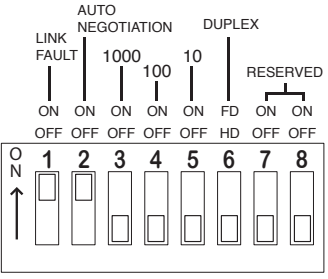 AUTO
NEGOTIATION
DUPLEX
LINK
FAULT
1000
10
100
RESERVED
ON ON ON ON ON FD ON ON
OFF OFF OFF OFF OFF HD OFF OFF
ON
1 2 3 4 5 6 7 8